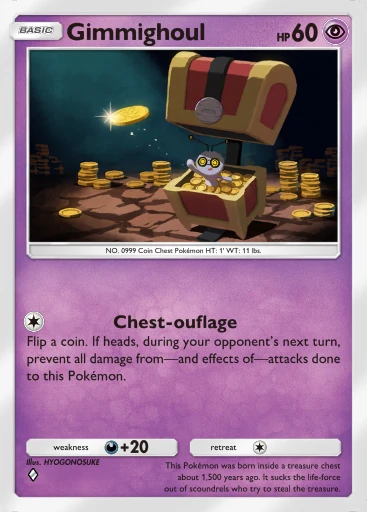 BASIC
Gimmighoul HP 60
NO. 0999 Coin Chest Pokémon HT: 1' WT: 11 lbs.
Chest-ouflage
Flip a coin. If heads, during your opponent's next turn,
prevent all damage from—and effects of—attacks done
to this Pokémon.
weakness +20 retreat
Illus. HYOGONOSUKE
This Pokémon was born inside a treasure chest
about 1,500 years ago. It sucks the life-force
out of scoundrels who try to steal the treasure.